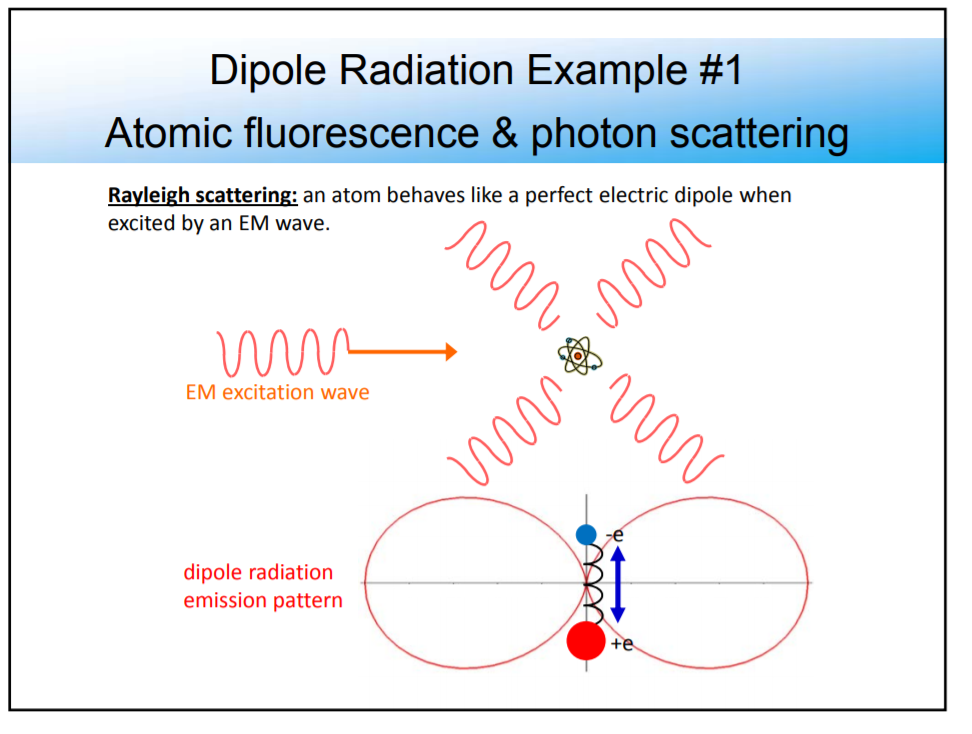 Dipole Radiation Example #1
Atomic fluorescence & photon scattering
Rayleigh scattering: an atom behaves like a perfect electric dipole when
excited by an EM wave.
EM excitation wave
-e
dipole radiation
emission pattern
+e